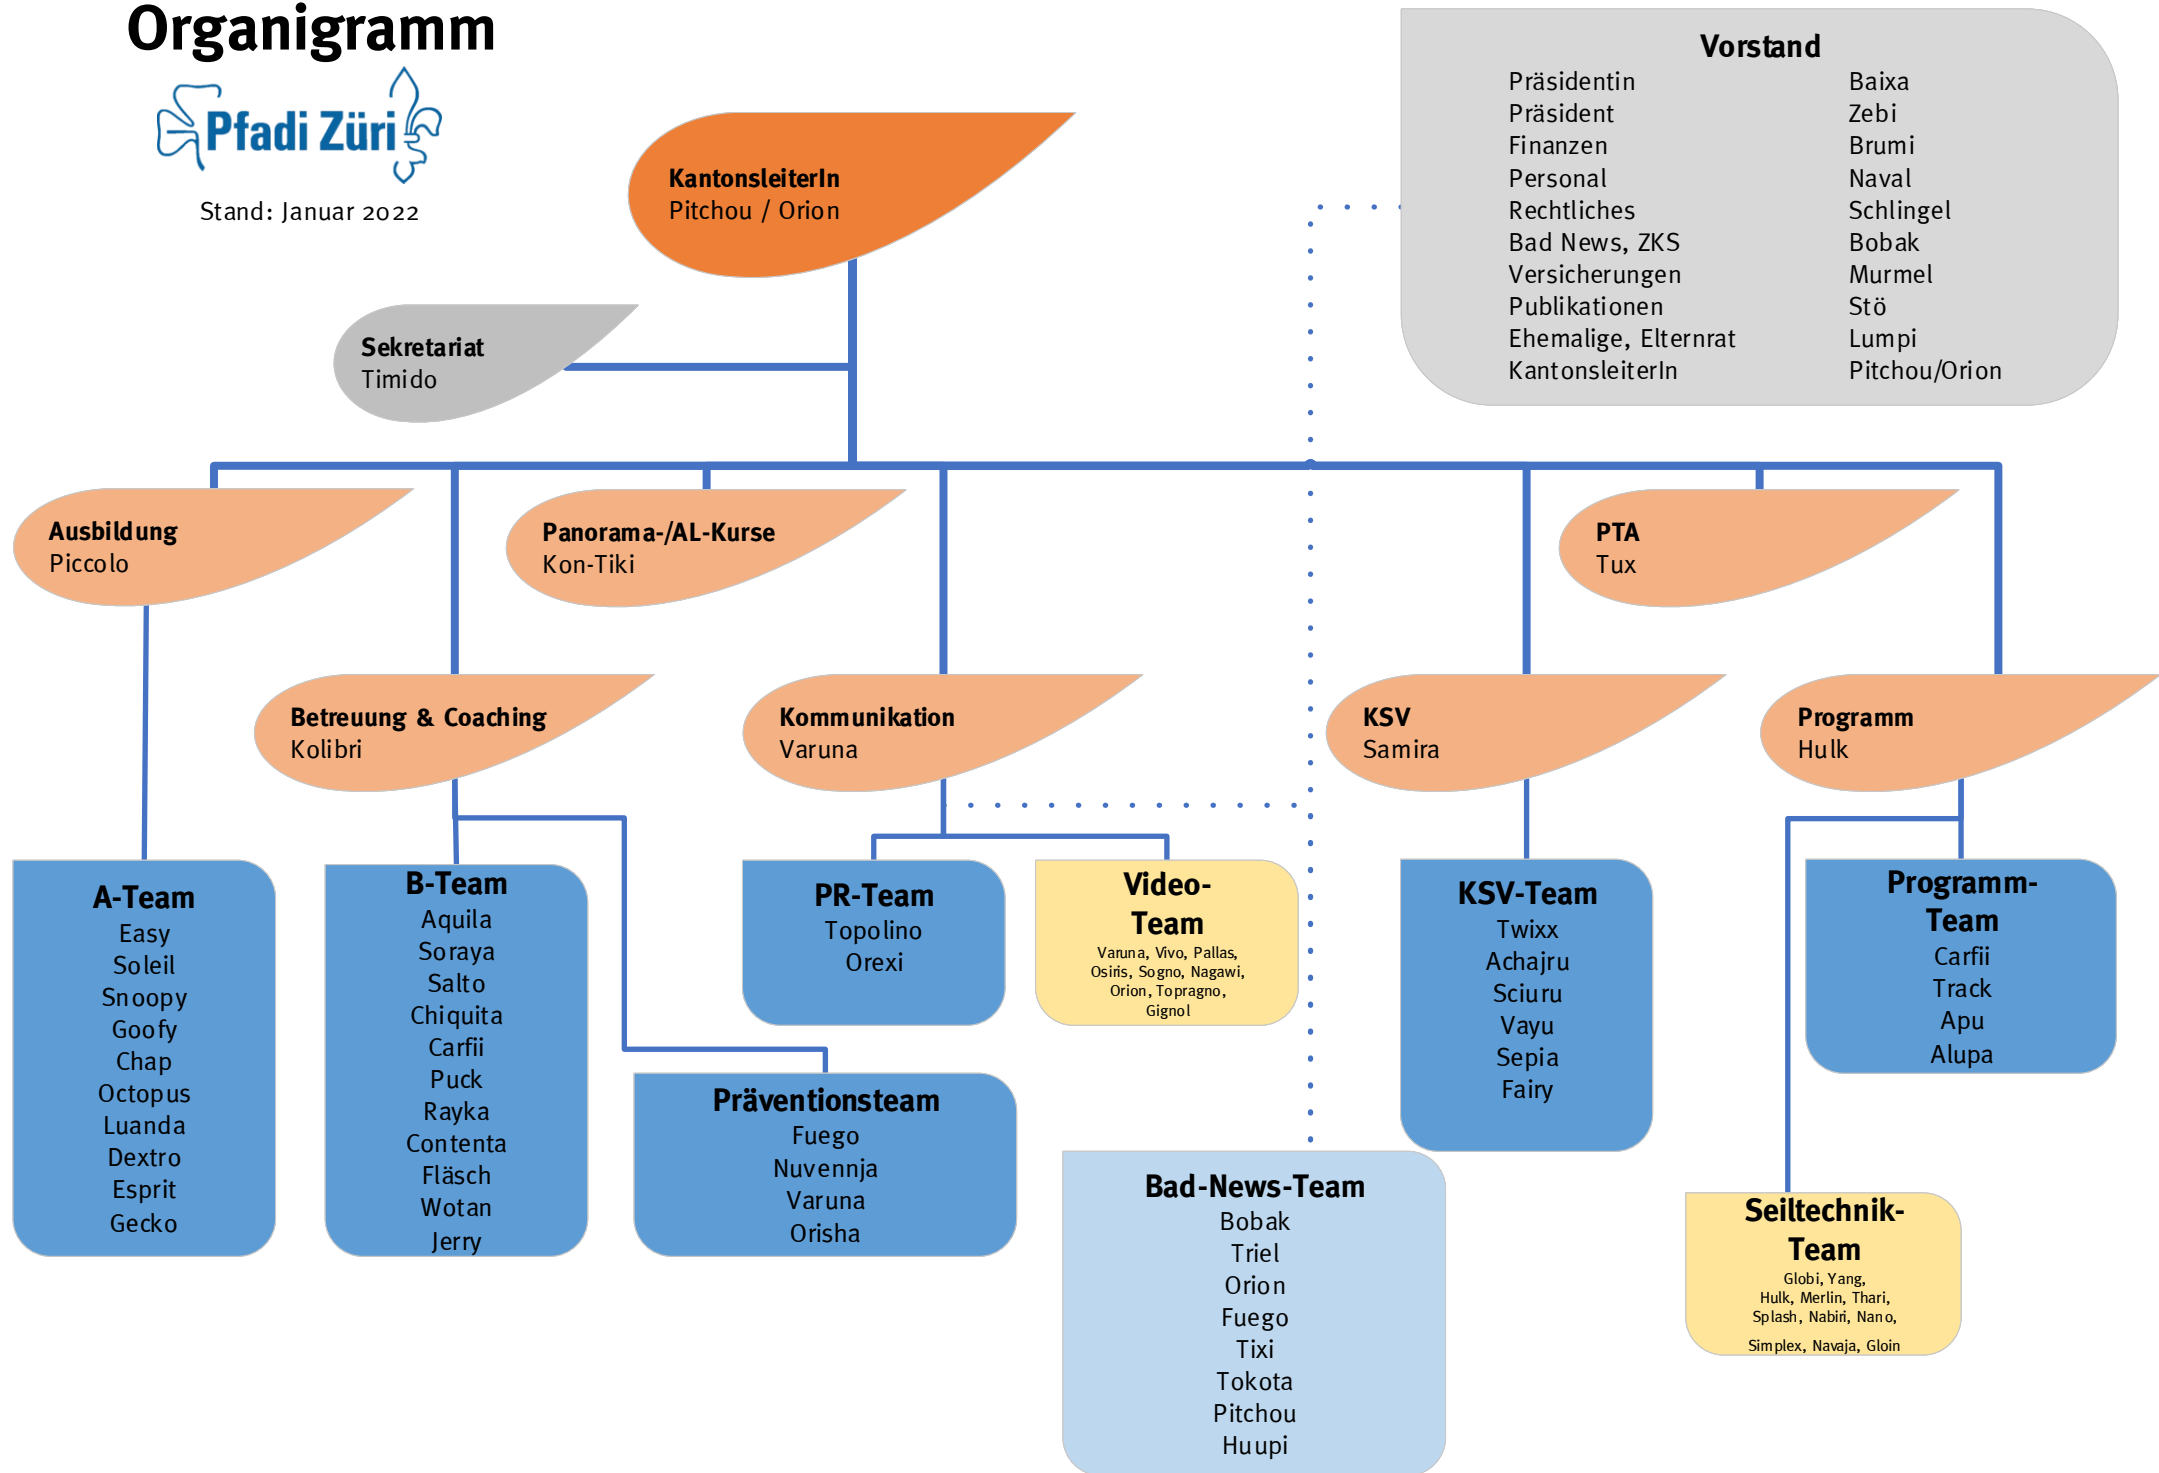 Organigramm
Pfadi Züri
Stand: Januar 2022
KantonsleiterIn
Pitchou / Orion
Vorstand
Präsidentin Baixa
Präsident Zebi
Finanzen Brumi
Personal Naval
Rechtliches Schlingel
Bad News, ZKS Bobak
Versicherungen Murmel
Publikationen Stö
Ehemalige, Elternrat Lumpi
KantonsleiterIn Pitchou/Orion
Sekretariat
Timido
Ausbildung
Piccolo
Panorama-/AL-Kurse
Kon-Tiki
PTA
Tux
Betreuung & Coaching
Kolibri
Kommunikation
Varuna
KSV
Samira
Programm
Hulk
A-Team
Easy
Soleil
Snoopy
Goofy
Chap
Octopus
Luanda
Dextro
Esprit
Gecko
B-Team
Aquila
Soraya
Salto
Chiquita
Carfii
Puck
Rayka
Contenta
Fläsch
Wotan
Jerry
Präventionsteam
Fuego
Nuvennja
Varuna
Orisha
PR-Team
Topolino
Orexi
Video-
Team
Varuna, Vivo, Pallas,
Osiris, Sogno, Nagawi,
Orion, Topragno,
Gignol
Bad-News-Team
Bobak
Triel
Orion
Fuego
Tixi
Tokota
Pitchou
Huupi
KSV-Team
Twixx
Achajru
Sciuru
Vayu
Sepia
Fairy
Programm-
Team
Carfii
Track
Apu
Alupa
Seiltechnik-
Team
Globi, Yang,
Hulk, Merlin, Thari,
Splash, Nabiri, Nano,
Simplex, Navaja, Gloin